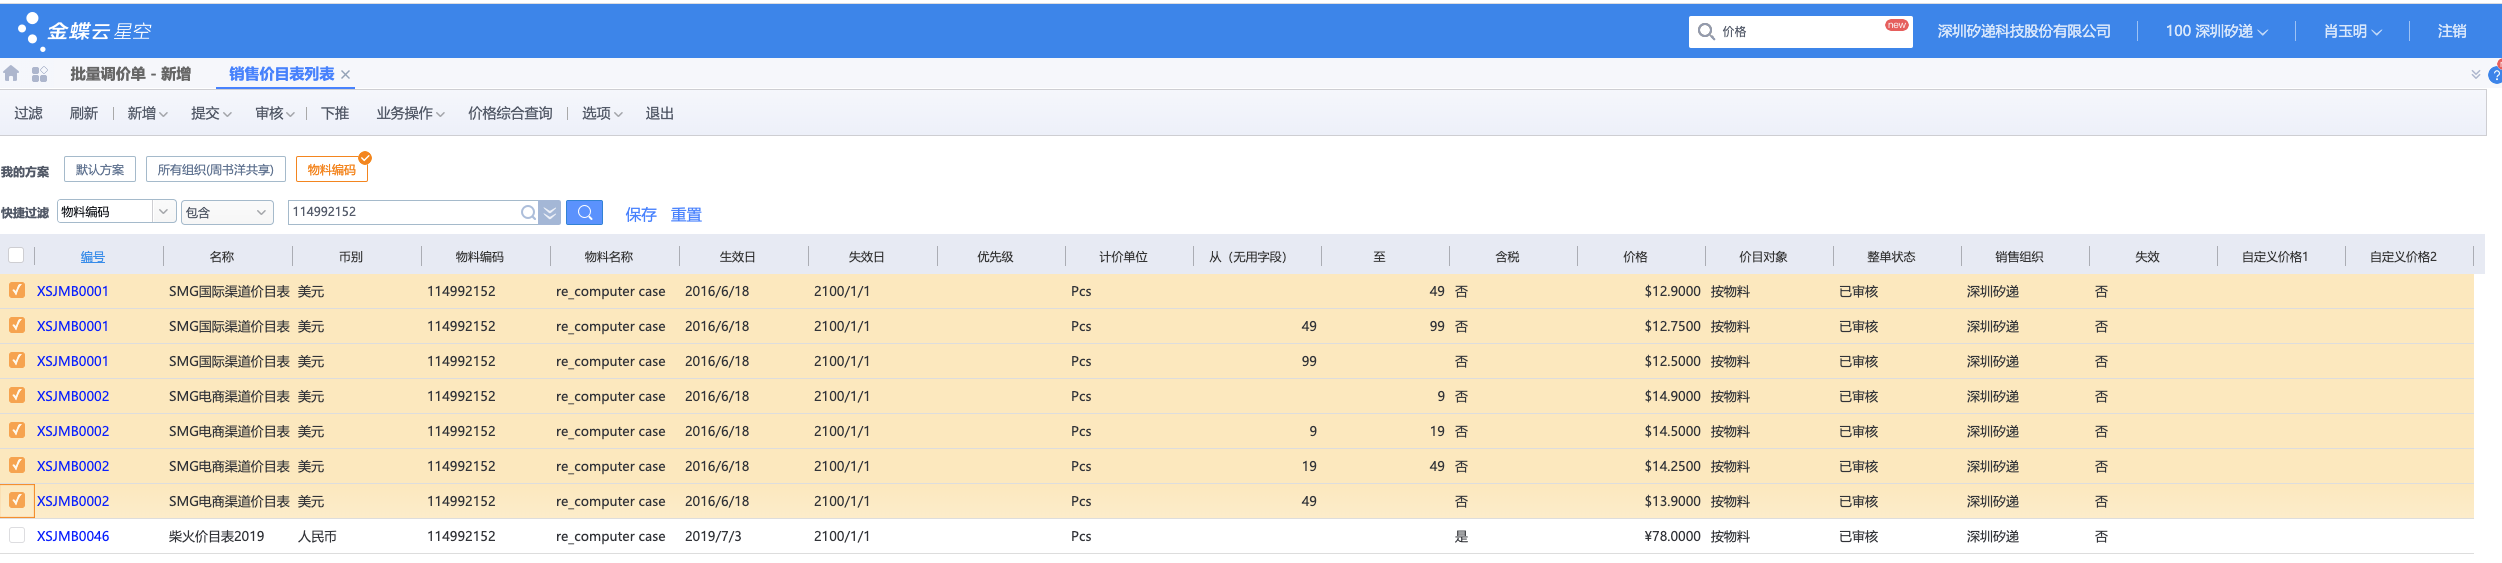 金蝶云 星空 价格 new 深圳矽递科技股份有限公司 100 深圳矽递 肖玉明 注销
批量调价单 - 新增 销售价目表列表 ?
过滤 刷新 新增 提交 审核 下推 业务操作 价格综合查询 选项 退出
我的方案 默认方案 所有组织(周书洋共享) 物料编码
快捷过滤 物料编码 包含 114992152 保存 重置
编号 名称 币别 物料编码 物料名称 生效日 失效日 优先级 计价单位 从（无用字段） 至 含税 价格 价目对象 整单状态 销售组织 失效 自定义价格1 自定义价格2
XSJMB0001 SMG国际渠道价目表 美元 114992152 re_computer case 2016/6/18 2100/1/1 Pcs 49 否 $12.9000 按物料 已审核 深圳矽递 否
XSJMB0001 SMG国际渠道价目表 美元 114992152 re_computer case 2016/6/18 2100/1/1 Pcs 49 99 否 $12.7500 按物料 已审核 深圳矽递 否
XSJMB0001 SMG国际渠道价目表 美元 114992152 re_computer case 2016/6/18 2100/1/1 Pcs 99 否 $12.5000 按物料 已审核 深圳矽递 否
XSJMB0002 SMG电商渠道价目表 美元 114992152 re_computer case 2016/6/18 2100/1/1 Pcs 9 否 $14.9000 按物料 已审核 深圳矽递 否
XSJMB0002 SMG电商渠道价目表 美元 114992152 re_computer case 2016/6/18 2100/1/1 Pcs 9 19 否 $14.5000 按物料 已审核 深圳矽递 否
XSJMB0002 SMG电商渠道价目表 美元 114992152 re_computer case 2016/6/18 2100/1/1 Pcs 19 49 否 $14.2500 按物料 已审核 深圳矽递 否
XSJMB0002 SMG电商渠道价目表 美元 114992152 re_computer case 2016/6/18 2100/1/1 Pcs 49 否 $13.9000 按物料 已审核 深圳矽递 否
XSJMB0046 柴火价目表2019 人民币 114992152 re_computer case 2019/7/3 2100/1/1 Pcs 是 ¥78.0000 按物料 已审核 深圳矽递 否